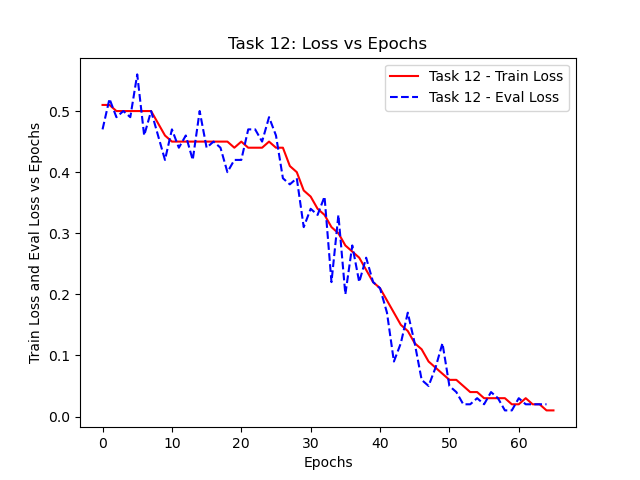 Task 12: Loss vs Epochs
Task 12 - Train Loss
Task 12 - Eval Loss
Train Loss and Eval Loss vs Epochs
0.5
0.4
0.3
0.2
0.1
0.0
0 10 20 30 40 50 60
Epochs